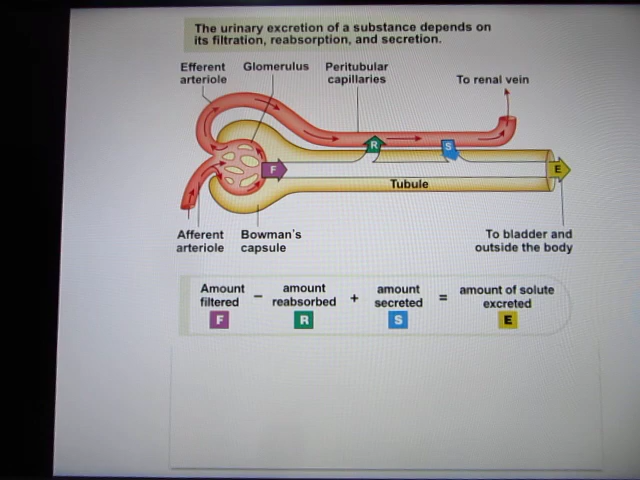 The urinary excretion of a substance depends on
its filtration, reabsorption, and secretion.
Efferent
arteriole
Glomerulus
Peritubular
capillaries
To renal vein
F
R
S
E
Tubule
Afferent
arteriole
Bowman's
capsule
To bladder and
outside the body
Amount
filtered
F
−
amount
reabsorbed
R
+
amount
secreted
S
=
amount of solute
excreted
E